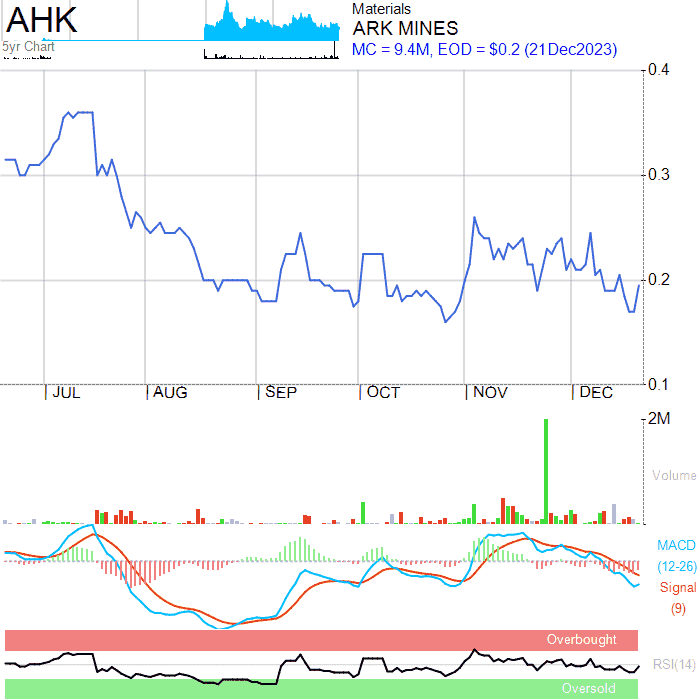 AHK
5yr Chart
Materials
ARK MINES
MC = 9.4M, EOD = $0.2 (21Dec2023)
0.4
0.3
0.2
0.1
JUL AUG SEP OCT NOV DEC
2M
Volume
MACD
(12-26)
Signal
(9)
Overbought
RSI(14)
Oversold